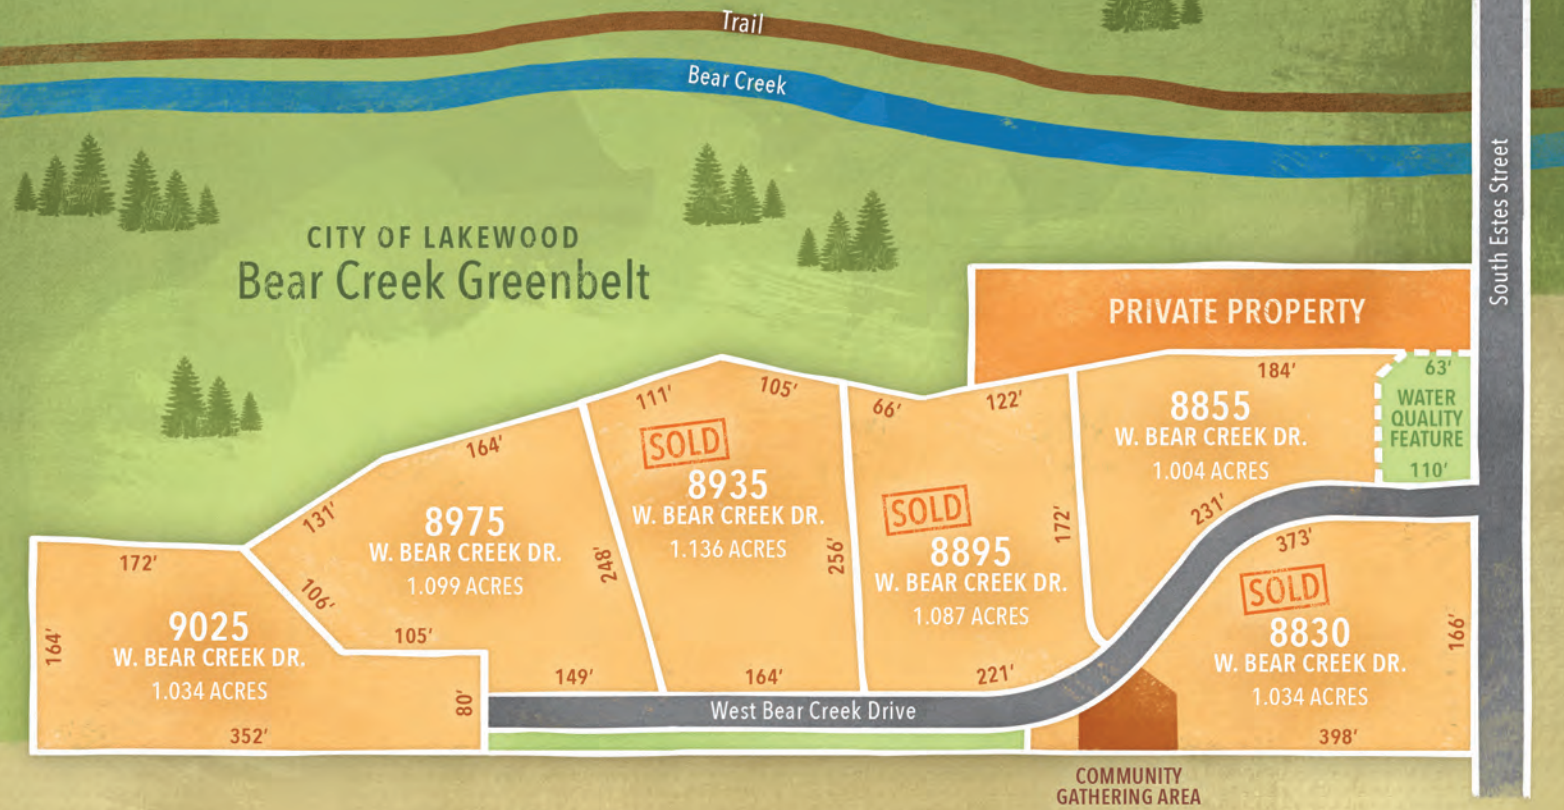 Trail
Bear Creek
South Estes Street
CITY OF LAKEWOOD
Bear Creek Greenbelt
PRIVATE PROPERTY
63'
WATER
QUALITY
FEATURE
110'
184'
8855
W. BEAR CREEK DR.
1.004 ACRES
231'
122'
66'
172'
SOLD
8895
W. BEAR CREEK DR.
1.087 ACRES
221'
111'
105'
SOLD
8935
W. BEAR CREEK DR.
1.136 ACRES
256'
164'
164'
131'
8975
W. BEAR CREEK DR.
1.099 ACRES
248'
106'
105'
149'
172'
164'
9025
W. BEAR CREEK DR.
1.034 ACRES
80'
352'
373'
SOLD
8830
W. BEAR CREEK DR.
1.034 ACRES
166'
398'
West Bear Creek Drive
COMMUNITY
GATHERING AREA